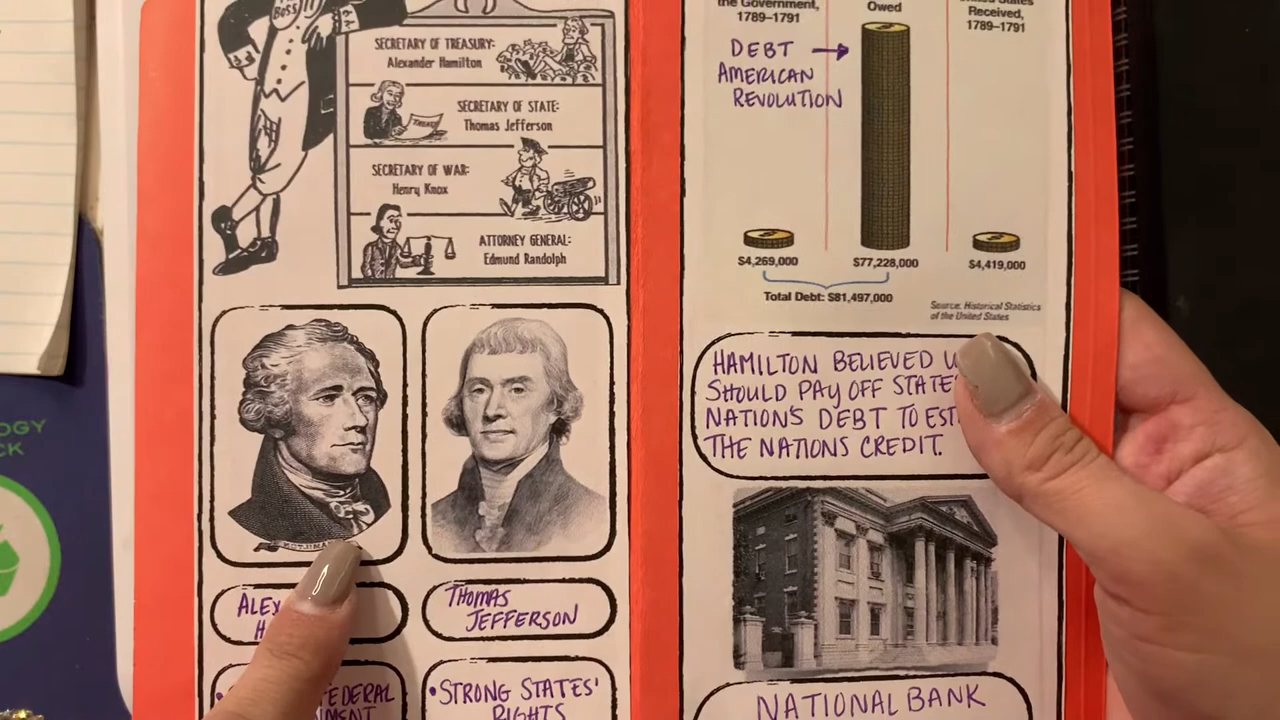 BOSS
SECRETARY OF TREASURY:
Alexander Hamilton
SECRETARY OF STATE:
Thomas Jefferson
SECRETARY OF WAR:
Henry Knox
ATTORNEY GENERAL:
Edmund Randolph
ALEX
THOMAS
JEFFERSON
•STRONG STATES'
RIGHTS
the Government,
1789–1791
Owed
Received,
1789–1791
DEBT
AMERICAN
REVOLUTION
$4,269,000
$77,228,000
$4,419,000
Total Debt: $81,497,000
Source: Historical Statistics
of the United States
HAMILTON BELIEVED
SHOULD PAY OFF STATE'
NATION'S DEBT TO EST
THE NATIONS CREDIT.
NATIONAL BANK